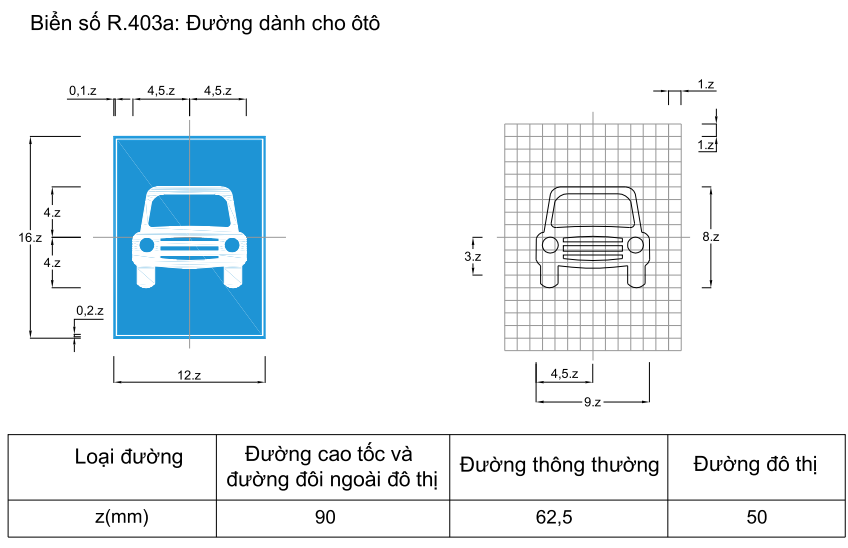 Biển số R.403a: Đường dành cho ôtô
0,1.z
4,5.z
4,5.z
1.z
1.z
4.z
16.z
4.z
8.z
3.z
0,2.z
12.z
4,5.z
9.z
Loại đường
Đường cao tốc và
đường đôi ngoài đô thị
Đường thông thường
Đường đô thị
z(mm)
90
62,5
50